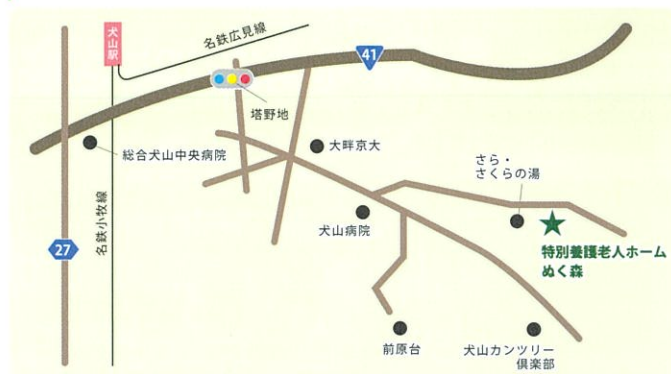 犬山駅
名鉄広見線
41
塔野地
大畔京大
総合犬山中央病院
さら・
さくらの湯
名鉄小牧線
27
犬山病院
特別養護老人ホーム
ぬく森
前原台
犬山カンツリー
倶楽部